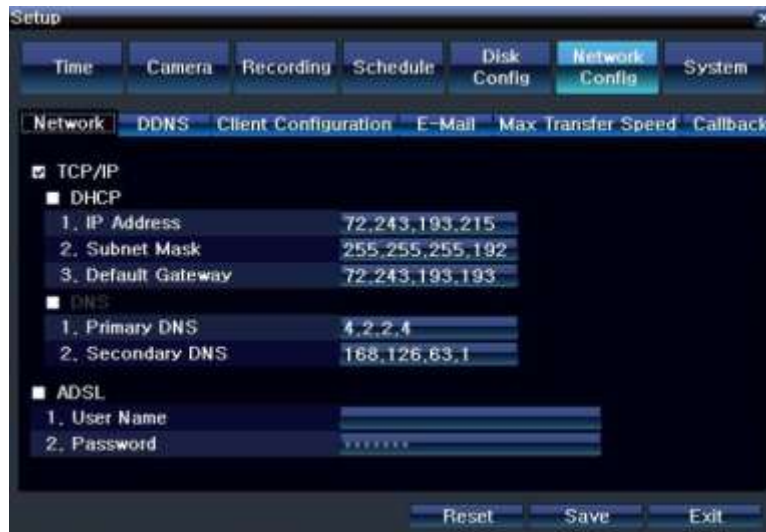 Setup
Time Camera Recording Schedule Disk Config Network Config System
Network DDNS Client Configuration E-Mail Max Transfer Speed Callback
TCP/IP
DHCP
1. IP Address 72.243.193.215
2. Subnet Mask 255.255.255.192
3. Default Gateway 72.243.193.193
DNS
1. Primary DNS 4.2.2.4
2. Secondary DNS 168.126.63.1
ADSL
1. User Name
2. Password *******
Reset Save Exit